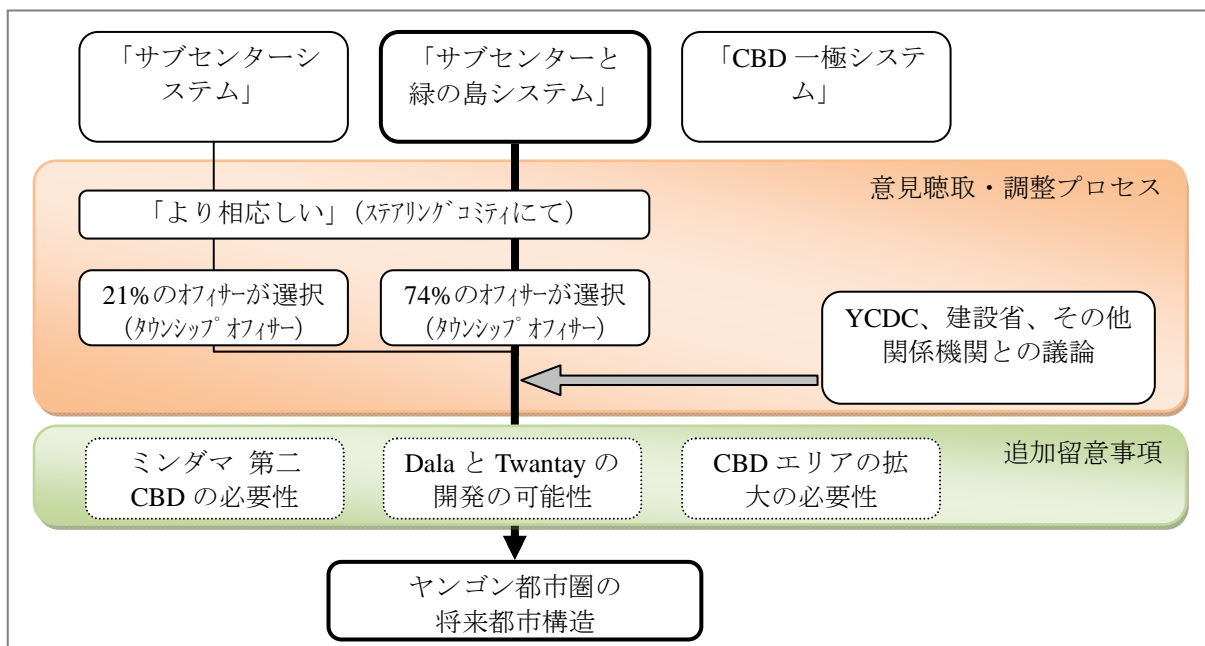 「サブセンターシ
ステム」
「サブセンターと
緑の島システム」
「CBD 一極システ
ム」
意見聴取・調整プロセス
「より相応しい」(ｽﾃｱﾘﾝｸﾞｺﾐﾃｨにて)
21%のｵﾌｨｻｰが選択
(ﾀｳﾝｼｯﾌﾟｵﾌｨｻｰ)
74%のｵﾌｨｻｰが選択
(ﾀｳﾝｼｯﾌﾟｵﾌｨｻｰ)
YCDC、建設省、その他
関係機関との議論
追加留意事項
ミンダマ 第二
CBD の必要性
Dala と Twantay の
開発の可能性
CBD エリアの拡
大の必要性
ヤンゴン都市圏の
将来都市構造